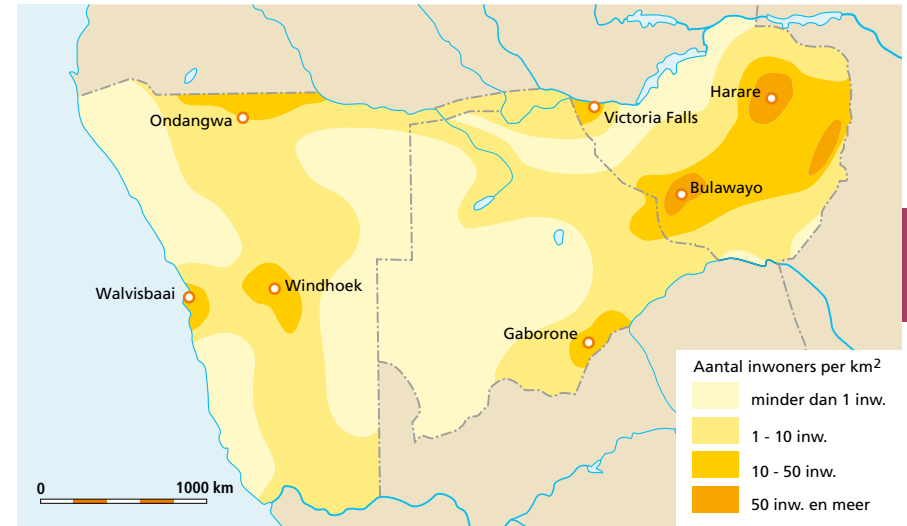 Harare
Ondangwa
Victoria Falls
Bulawayo
Walvisbaai
Windhoek
Gaborone
Aantal inwoners per km²
minder dan 1 inw.
1 - 10 inw.
10 - 50 inw.
50 inw. en meer
0 1000 km